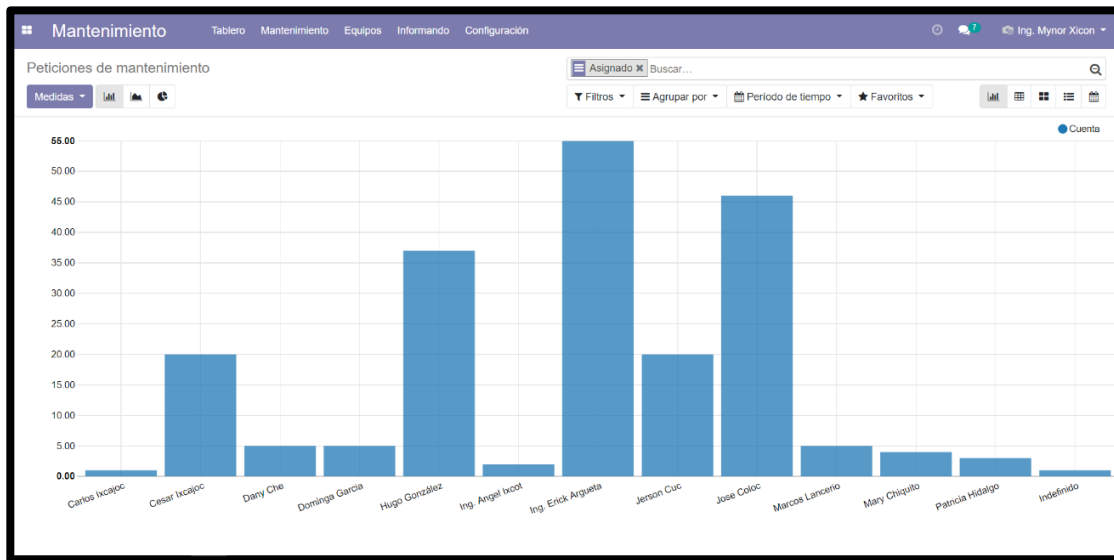 Mantenimiento Tablero Mantenimiento Equipos Informando Configuración 7 Ing. Mynor Xicon
Peticiones de mantenimiento Asignado Buscar...
Medidas Filtros Agrupar por Período de tiempo Favoritos
Cuenta
55.00
50.00
45.00
40.00
35.00
30.00
25.00
20.00
15.00
10.00
5.00
0.00
Carlos Ixcajoc Cesar Ixcajoc Dany Che Dominga Garcia Hugo González Ing. Angel Ixcot Ing. Erick Argueta Jerson Cuc Jose Coloc Marcos Lancerio Mary Chiquito Patricia Hidalgo Indefinido